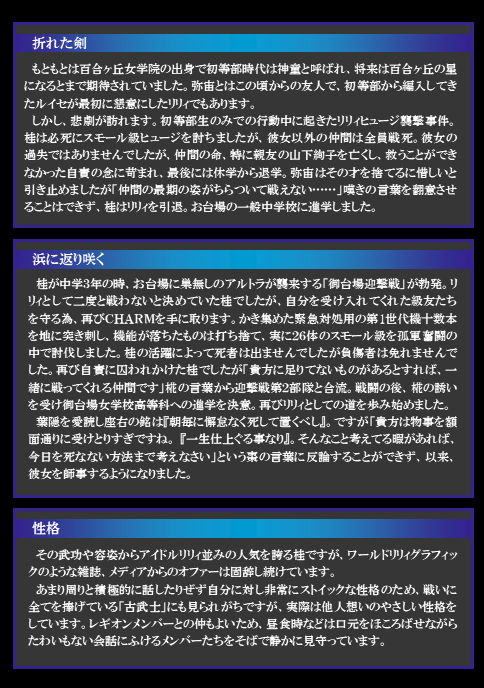 折れた剣
もともとは百合ヶ丘女学院の出身で初等部時代は神童と呼ばれ、将来は百合ヶ丘の星
になるとまで期待されていました。弥宙とはこの頃からの友人で、初等部から編入してき
たルイセが最初に懇意にしたリリィでもあります。
しかし、悲劇が訪れます。初等部生のみでの行動中に起きたリリィヒュージ襲撃事件。
桂は必死にスモール級ヒュージを討ちましたが、彼女以外の仲間は全員戦死。彼女の
過失ではありませんでしたが、仲間の命、特に親友の山下絢子を亡くし、救うことができ
なかった自責の念に苛まれ、最後には休学から退学。弥宙はその才を捨てるに惜しいと
引き止めましたが「仲間の最期の姿がちらついて戦えない……」嘆きの言葉を翻意させ
ることはできず、桂はリリィを引退。お台場の一般中学校に進学しました。
浜に返り咲く
桂が中学3年の時、お台場に巣無しのアルトラが襲来する「御台場迎撃戦」が勃発。リ
リィとして二度と戦わないと決めていた桂でしたが、自分を受け入れてくれた級友たち
を守る為、再びCHARMを手に取ります。かき集めた緊急対処用の第1世代機十数本
を地に突き刺し、機能が落ちたものは打ち捨て、実に26体のスモール級を孤軍奮闘の
中で討伐しました。桂の活躍によって死者は出ませんでしたが負傷者は免れませんで
した。再び自責に囚われかけた桂でしたが「貴方に足りてないものがあるとすれば、一
緒に戦ってくれる仲間です」椛の言葉から迎撃戦第2部隊と合流。戦闘の後、椛の誘い
を受け御台場女学校高等科への進学を決意。再びリリィとしての道を歩み始めました。
葉隠を愛読し座右の銘は『朝毎に懈怠なく死して置くべし』。ですが「貴方は物事を額
面通りに受けとりすぎですね。『一生仕上ぐる事なり』。そんなこと考えてる暇があれば、
今日を死なない方法まで考えなさい」という棗の言葉に反論することができず、以来、
彼女を師事するようになりました。
性格
その武功や容姿からアイドルリリィ並みの人気を誇る桂ですが、ワールドリリィグラフィッ
クのような雑誌、メディアからのオファーは固辞し続けています。
あまり周りと積極的に話したりせず自分に対し非常にストイックな性格のため、戦いに
全てを捧げている「古武士」にも見られがちですが、実際は他人想いのやさしい性格を
しています。レギオンメンバーとの仲もよいため、昼食時などは口元をほころばせながら
たわいもない会話にふけるメンバーたちをそばで静かに見守っています。